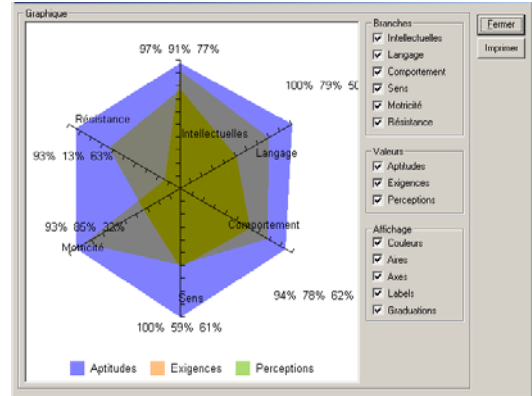 Graphique
97% 91% 77%
100% 79% 50
Résistance
Intellectuelles
Langage
93% 13% 63%
93% 85% 32%
Motricité
Comportement
Sens
94% 78% 62%
100% 59% 61%
Aptitudes Exigences Perceptions
Branches
Intellectuelles
Langage
Comportement
Sens
Motricité
Résistance
Valeurs
Aptitudes
Exigences
Perceptions
Affichage
Couleurs
Aires
Axes
Labels
Graduations
Fermer
Imprimer